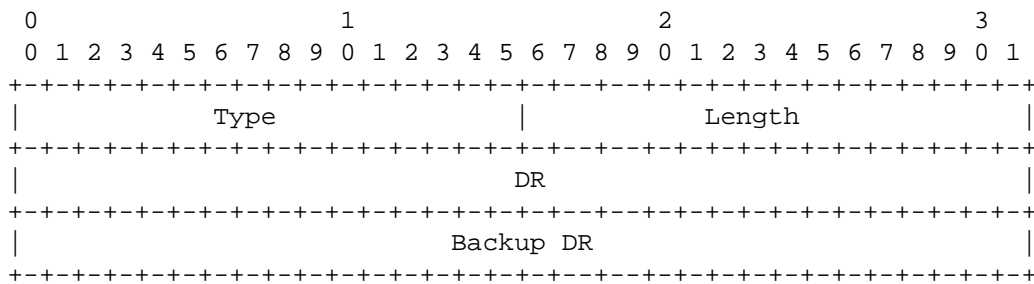 0                   1                   2                   3
 0 1 2 3 4 5 6 7 8 9 0 1 2 3 4 5 6 7 8 9 0 1 2 3 4 5 6 7 8 9 0 1
+-+-+-+-+-+-+-+-+-+-+-+-+-+-+-+-+-+-+--+--+-+-+-+-+-+-+-+-+-+-+-+
|            Type               |           Length              |
+-+-+-+-+-+-+-+-+-+-+-+-+-+-+-+-+-+-+--+--+-+-+-+-+-+-+-+-+-+-+-+
|                               DR                              |
+-+-+-+-+-+-+-+-+-+-+-+-+-+-+-+-+-+-+--+--+-+-+-+-+-+-+-+-+-+-+-+
|                           Backup DR                           |
+-+-+-+-+-+-+-+-+-+-+-+-+-+-+-+-+-+-+--+--+-+-+-+-+-+-+-+-+-+-+-+